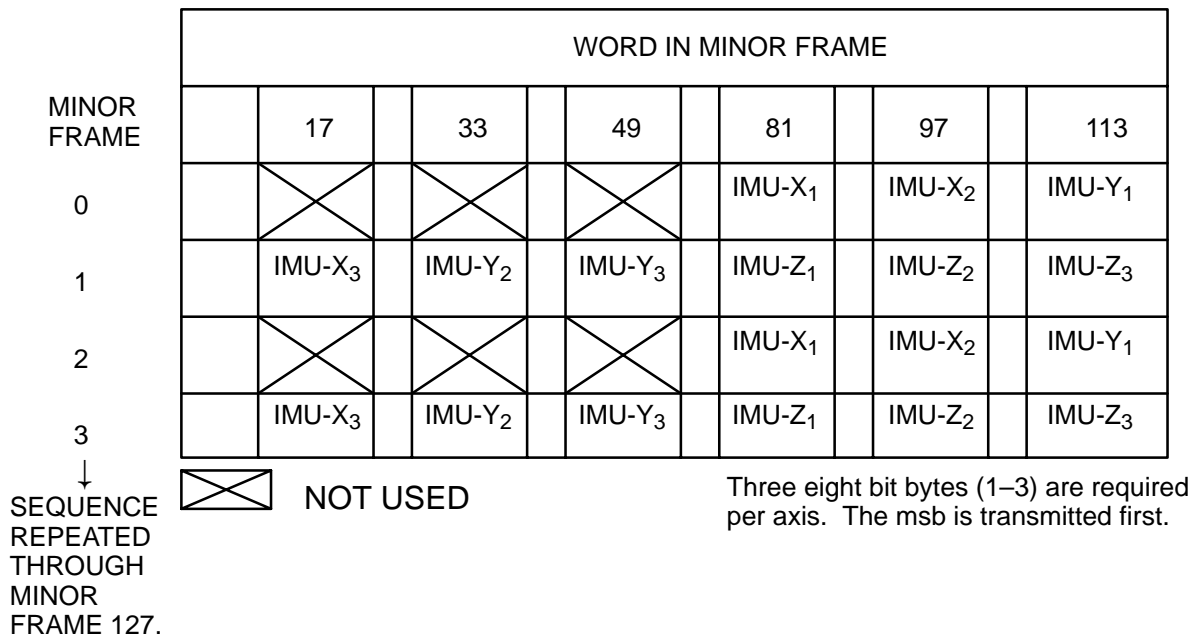 WORD IN MINOR FRAME
MINOR
FRAME
17 33 49 81 97 113
0 IMU-X₁ IMU-X₂ IMU-Y₁
1 IMU-X₃ IMU-Y₂ IMU-Y₃ IMU-Z₁ IMU-Z₂ IMU-Z₃
2 IMU-X₁ IMU-X₂ IMU-Y₁
3 IMU-X₃ IMU-Y₂ IMU-Y₃ IMU-Z₁ IMU-Z₂ IMU-Z₃
↓
SEQUENCE
REPEATED
THROUGH
MINOR
FRAME 127.
NOT USED
Three eight bit bytes (1–3) are required
per axis. The msb is transmitted first.